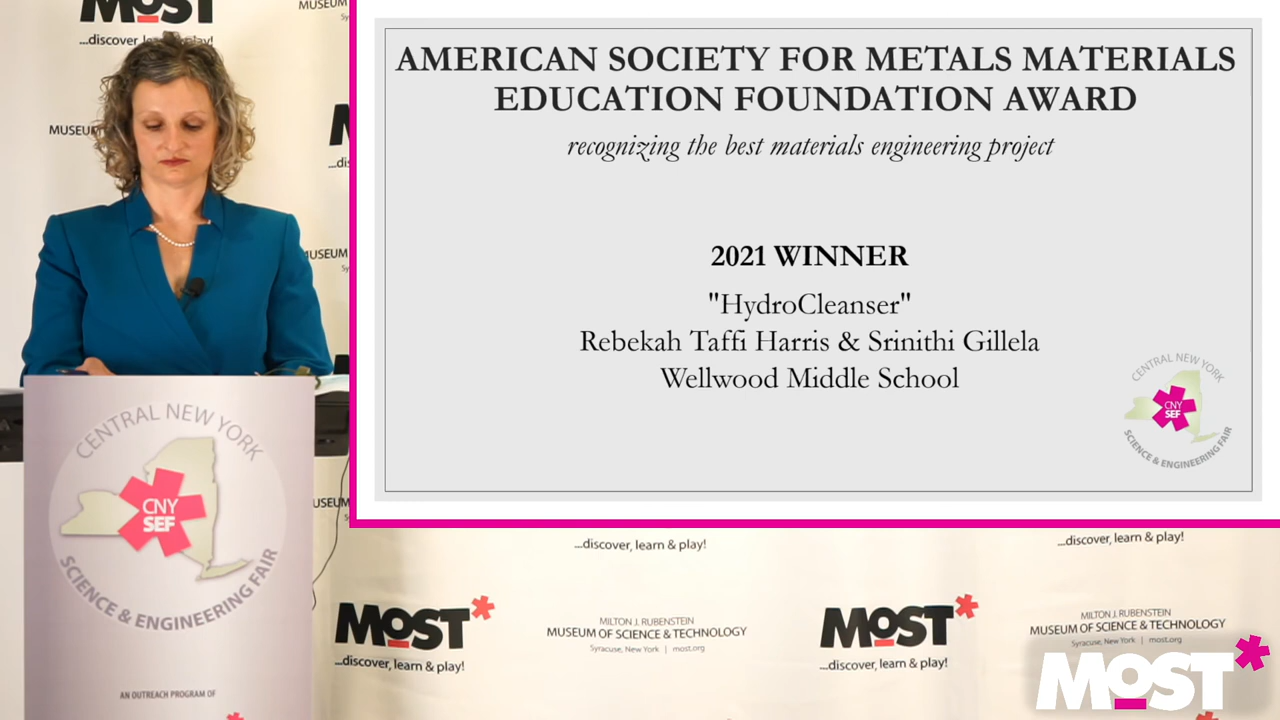 MOST
...discover, learn & play!
MUSEUM
MUSEUM
...dis
MUSEUM
MUSEUM
AMERICAN SOCIETY FOR METALS MATERIALS
EDUCATION FOUNDATION AWARD
recognizing the best materials engineering project
2021 WINNER
"HydroCleanser"
Rebekah Taffi Harris & Srinithi Gillela
Wellwood Middle School
CENTRAL NEW YORK
CNY
SEF
SCIENCE & ENGINEERING FAIR
CENTRAL NEW YORK
CNY
SEF
SCIENCE & ENGINEERING FAIR
AN OUTREACH PROGRAM OF
...discover, learn & play!
...discover, learn & play!
MOST*
...discover, learn & play!
MILTON J. RUBENSTEIN
MUSEUM OF SCIENCE & TECHNOLOGY
Syracuse, New York | most.org
MOST*
...discover, learn & play!
MILTON J. RUBENSTEIN
MUSEUM OF SCIENCE & TECHNOLOGY
Syracuse, New York | most.org
MOST*